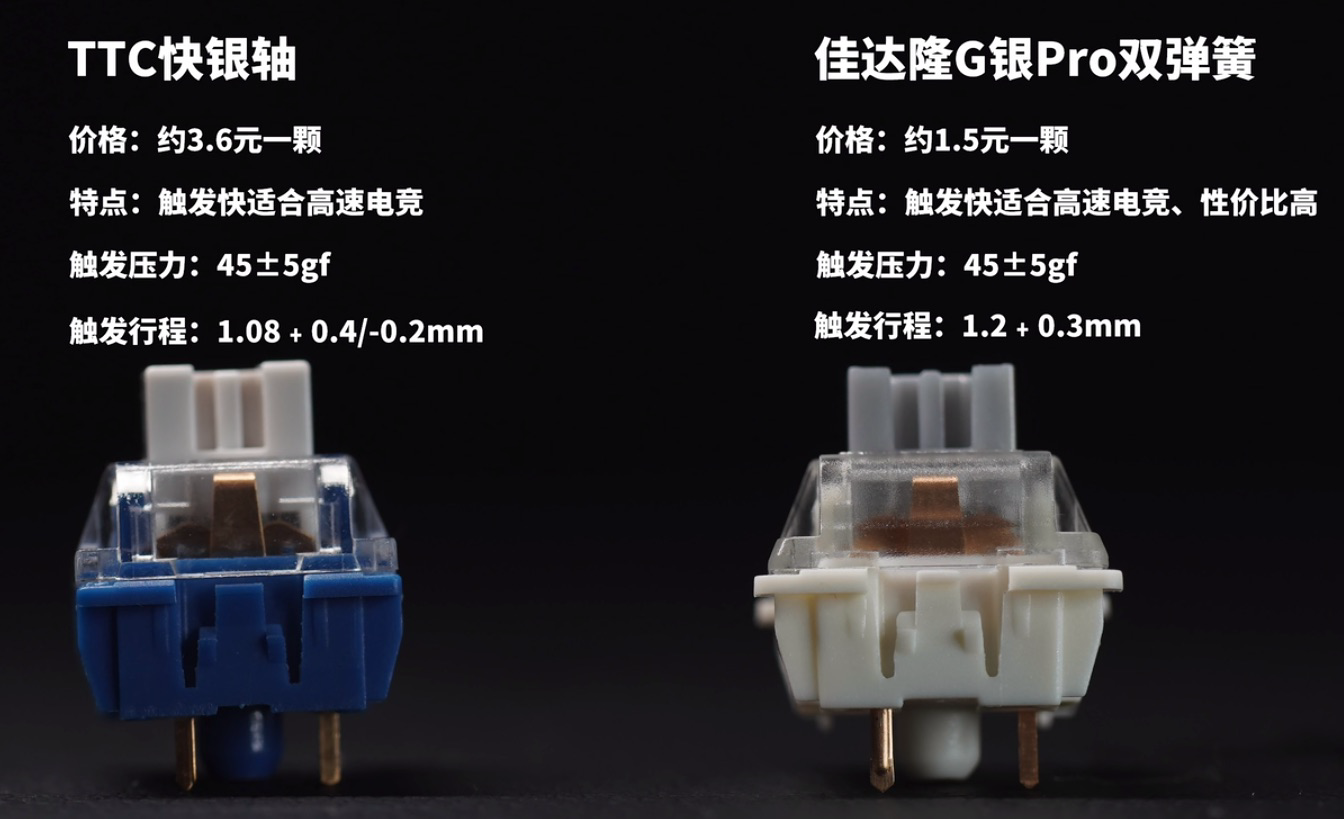 TTC快银轴
价格：约3.6元一颗
特点：触发快适合高速电竞
触发压力：45±5gf
触发行程：1.08 + 0.4/-0.2mm
佳达隆G银Pro双弹簧
价格：约1.5元一颗
特点：触发快适合高速电竞、性价比高
触发压力：45±5gf
触发行程：1.2 + 0.3mm